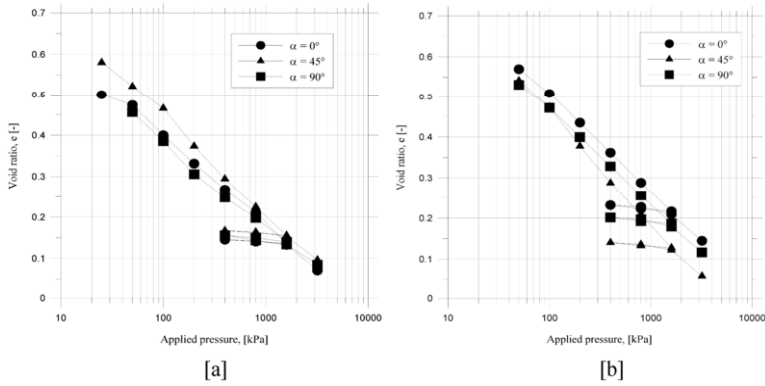 0.7
0.6
0.5
0.4
0.3
0.2
0.1
0
Void ratio, e [-]
α = 0°
α = 45°
α = 90°
10
100
1000
10000
Applied pressure, [kPa]
[a]
0.7
0.6
0.5
0.4
0.3
0.2
0.1
0
Void ratio, e [-]
α = 0°
α = 45°
α = 90°
10
100
1000
10000
Applied pressure, [kPa]
[b]